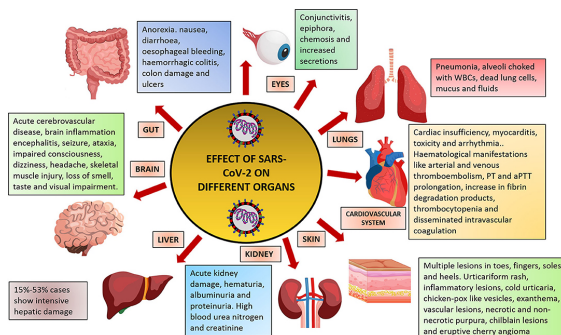 Anorexia. nausea,
diarrhoea,
oesophageal bleeding,
haemorrhagic colitis,
colon damage and
ulcers
Conjunctivitis,
epiphora,
chemosis and
increased
secretions
EYES
Pneumonia, alveoli choked
with WBCs, dead lung cells,
mucus and fluids
GUT
LUNGS
Acute cerebrovascular
disease, brain inflammation
encephalitis, seizure, ataxia,
impaired consciousness,
dizziness, headache, skeletal
muscle injury, loss of smell,
taste and visual impairment.
BRAIN
EFFECT OF SARS-
CoV-2 ON
DIFFERENT ORGANS
Cardiac insufficiency, myocarditis,
toxicity and arrhythmia..
Haematological manifestations
like arterial and venous
thromboembolism, PT and aPTT
prolongation, increase in fibrin
degradation products,
thrombocytopenia and
disseminated intravascular
coagulation
CARDIOVASCULAR
SYSTEM
LIVER
KIDNEY
SKIN
15%-53% cases
show intensive
hepatic damage
Acute kidney
damage, hematuria,
albuminuria and
proteinuria. High
blood urea nitrogen
and creatinine
Multiple lesions in toes, fingers, soles
and heels. Urticariform rash,
inflammatory lesions, cold urticaria,
chicken-pox like vesicles, exanthema,
vascular lesions, necrotic and non-
necrotic purpura, chilblain lesions
and eruptive cherry angioma